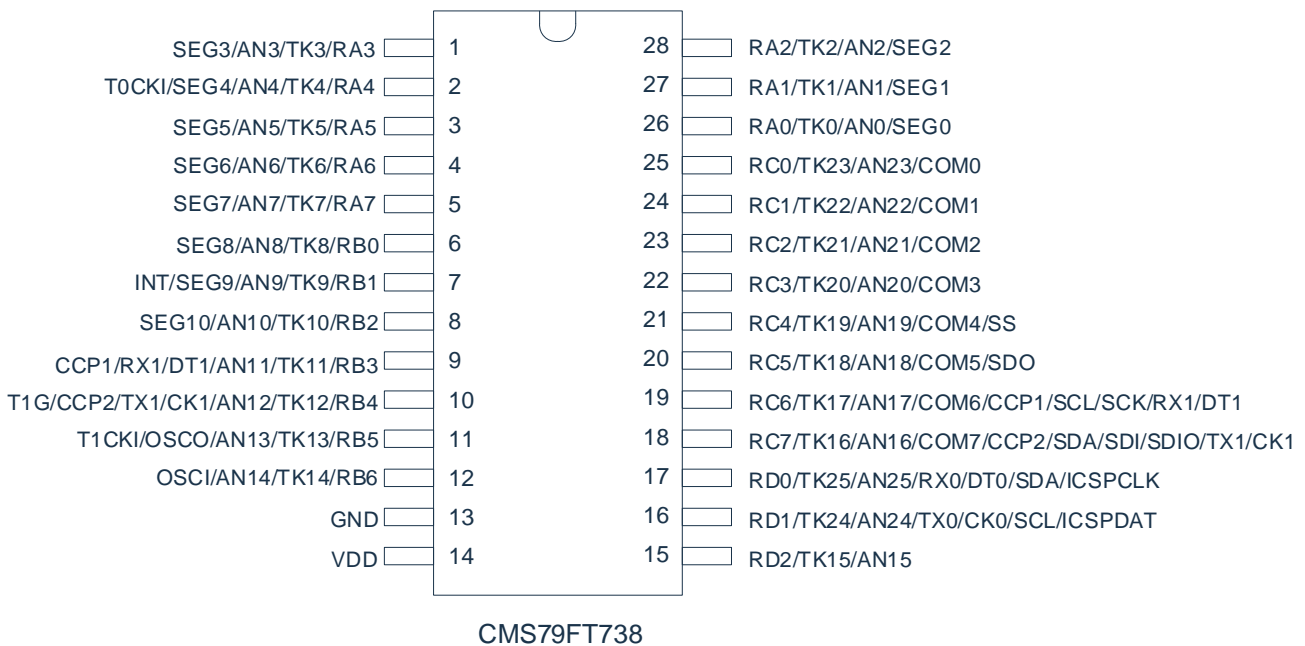 SEG3/AN3/TK3/RA3 1 28 RA2/TK2/AN2/SEG2
T0CKI/SEG4/AN4/TK4/RA4 2 27 RA1/TK1/AN1/SEG1
SEG5/AN5/TK5/RA5 3 26 RA0/TK0/AN0/SEG0
SEG6/AN6/TK6/RA6 4 25 RC0/TK23/AN23/COM0
SEG7/AN7/TK7/RA7 5 24 RC1/TK22/AN22/COM1
SEG8/AN8/TK8/RB0 6 23 RC2/TK21/AN21/COM2
INT/SEG9/AN9/TK9/RB1 7 22 RC3/TK20/AN20/COM3
SEG10/AN10/TK10/RB2 8 21 RC4/TK19/AN19/COM4/SS
CCP1/RX1/DT1/AN11/TK11/RB3 9 20 RC5/TK18/AN18/COM5/SDO
T1G/CCP2/TX1/CK1/AN12/TK12/RB4 10 19 RC6/TK17/AN17/COM6/CCP1/SCL/SCK/RX1/DT1
T1CKI/OSCO/AN13/TK13/RB5 11 18 RC7/TK16/AN16/COM7/CCP2/SDA/SDI/SDIO/TX1/CK1
OSCI/AN14/TK14/RB6 12 17 RD0/TK25/AN25/RX0/DT0/SDA/ICSPCLK
GND 13 16 RD1/TK24/AN24/TX0/CK0/SCL/ICSPDAT
VDD 14 15 RD2/TK15/AN15
CMS79FT738